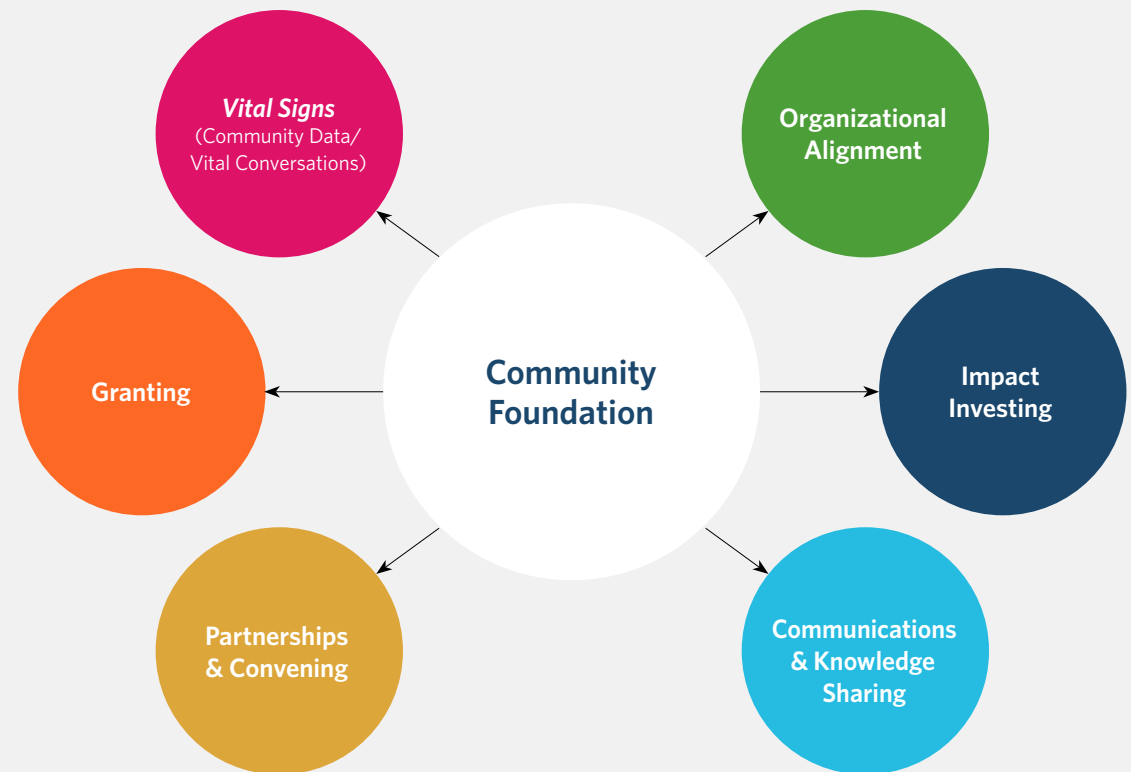 Vital Signs
(Community Data/
Vital Conversations)
Organizational
Alignment
Granting
Community
Foundation
Impact
Investing
Partnerships
& Convening
Communications
& Knowledge
Sharing